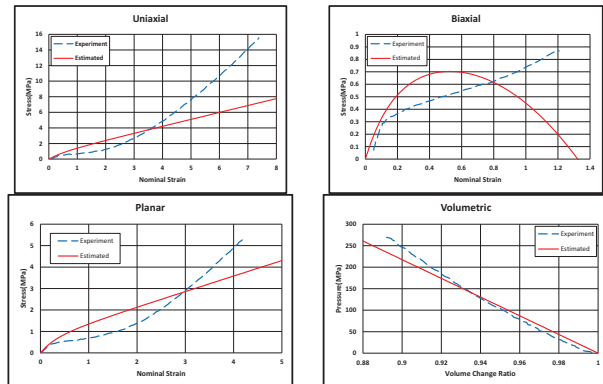 Uniaxial
16
14
12
10
8
6
4
2
0
Stress(MPa)
Experiment
Estimated
0 1 2 3 4 5 6 7 8
Nominal Strain
Biaxial
1
0.9
0.8
0.7
0.6
0.5
0.4
0.3
0.2
0.1
0
Stress(MPa)
Experiment
Estimated
0 0.2 0.4 0.6 0.8 1 1.2 1.4
Nominal Strain
Planar
6
5
4
3
2
1
0
Stress(MPa)
Experiment
Estimated
0 1 2 3 4 5
Nominal Strain
Volumetric
300
250
200
150
100
50
0
Pressure(MPa)
Experiment
Estimated
0.88 0.9 0.92 0.94 0.96 0.98 1
Volume Change Ratio